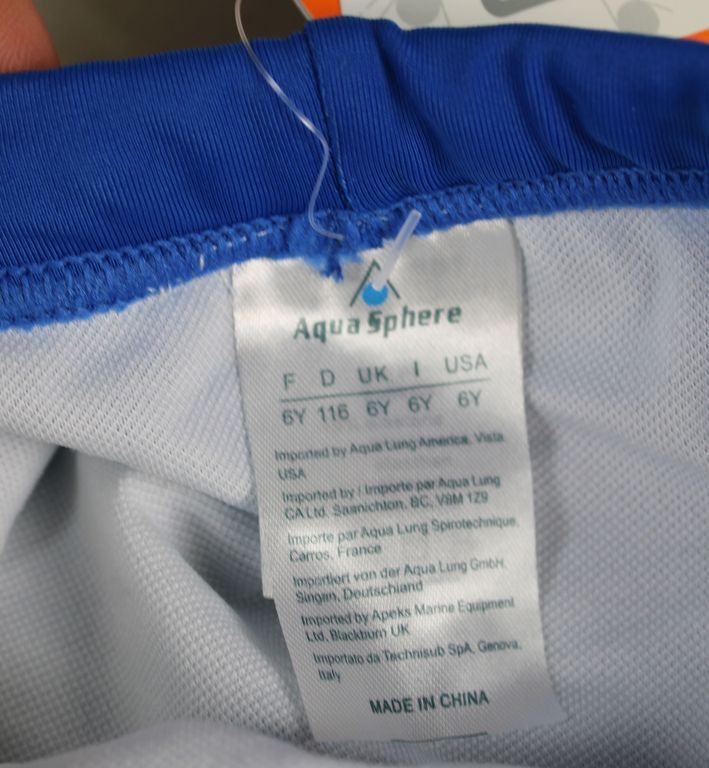 Aqua Sphere
F D UK I USA
6Y 116 6Y 6Y 6Y
Imported by Aqua Lung America. Vista.
USA
Imported by / Importe par Aqua Lung
CA Ltd. Saanichton, BC, V8M 1Z9
Importe par Aqua Lung Spirotechnique,
Carros, France
Importiert von der Aqua Lung GmbH,
Singen, Deutschland
Imported by Apeks Marine Equipment
Ltd, Blackburn UK
Importato da Technisub SpA, Genova,
Italy
MADE IN CHINA